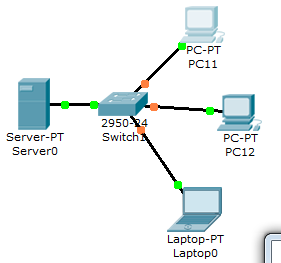 PC-PT
PC11
Server-PT
Server0
2950-24
Switch1
PC-PT
PC12
Laptop-PT
Laptop0